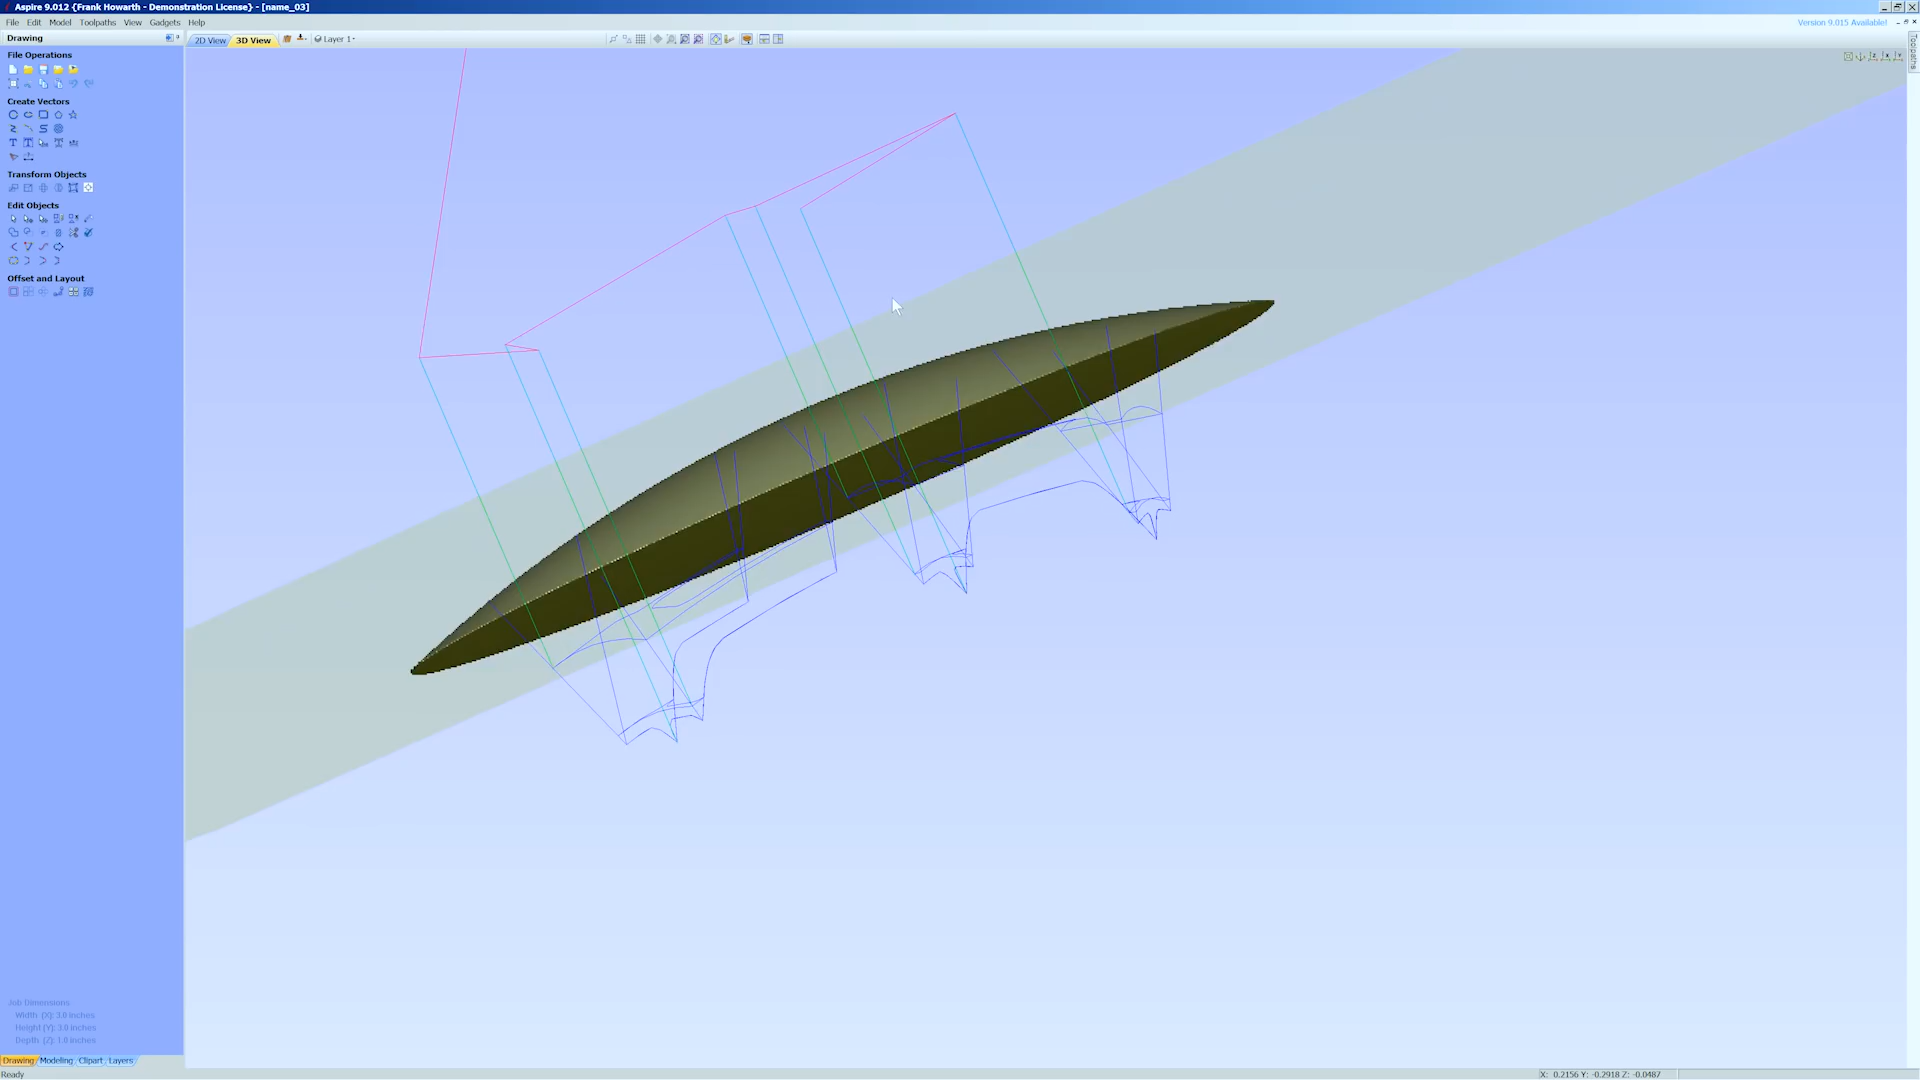 Aspire 9.012 {Frank Howarth - Demonstration License} - [name_03]
File Edit Model Toolpaths View Gadgets Help
Version 9.015 Available!
Drawing
2D View 3D View Layer 1
Toolpaths
File Operations
Create Vectors
Transform Objects
Edit Objects
Offset and Layout
Job Dimensions
Width (X): 3.0 inches
Height (Y): 3.0 inches
Depth (Z): 1.0 inches
Drawing Modeling Clipart Layers
Ready
X: 0.2156 Y: -0.2918 Z: -0.0487